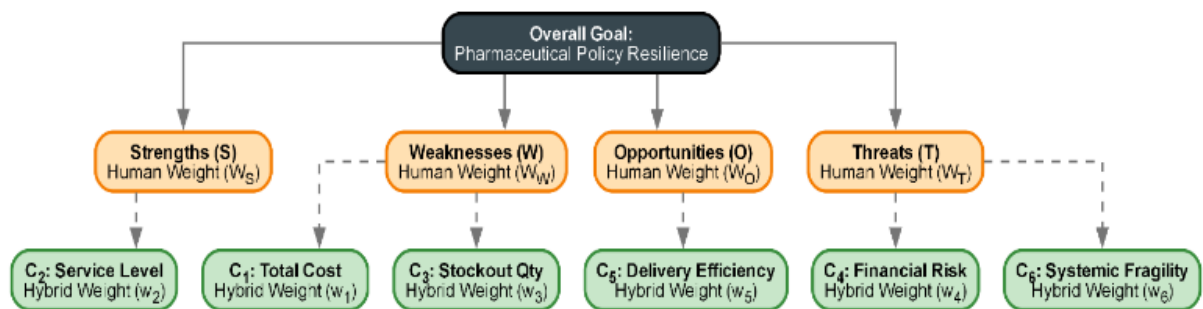 Overall Goal:
Pharmaceutical Policy Resilience
Strengths (S)
Human Weight (W_S)
Weaknesses (W)
Human Weight (W_W)
Opportunities (O)
Human Weight (W_O)
Threats (T)
Human Weight (W_T)
C_2: Service Level
Hybrid Weight (w_2)
C_1: Total Cost
Hybrid Weight (w_1)
C_3: Stockout Qty
Hybrid Weight (w_3)
C_5: Delivery Efficiency
Hybrid Weight (w_5)
C_4: Financial Risk
Hybrid Weight (w_4)
C_6: Systemic Fragility
Hybrid Weight (w_6)